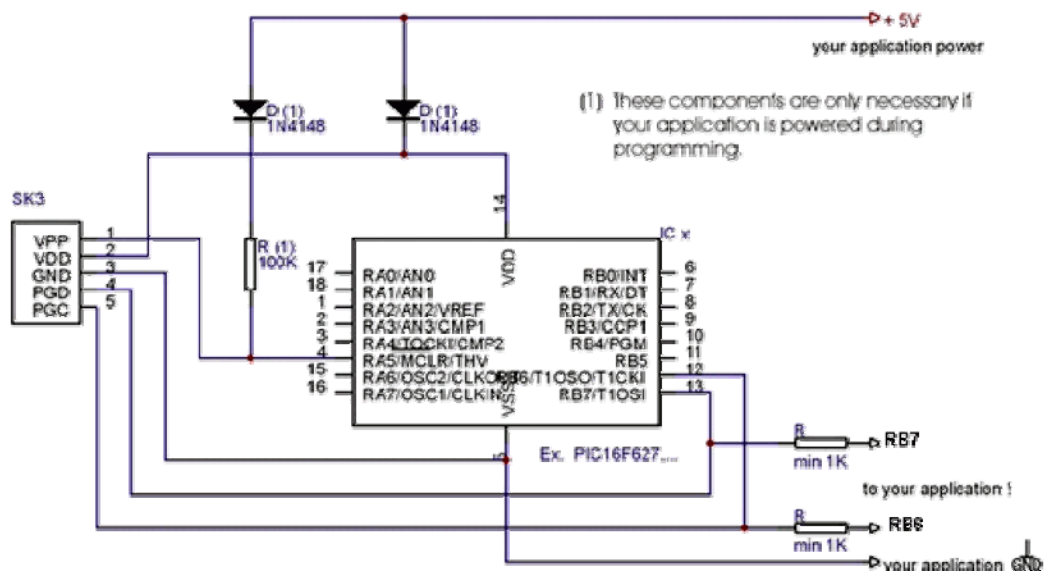 + 5V
your application power
D (1)
1N4148
D (1)
1N4148
(1) These components are only necessary if
your application is powered during
programming.
SK3
VPP 1
VDD 2
GND 3
PGD 4
PGC 5
R (1)
100K
14
VDD
IC x
17 RA0/AN0
18 RA1/AN1
1 RA2/AN2/VREF
2 RA3/AN3/CMP1
3 RA4/TOCKI/CMP2
4 RA5/MCLR/THV
15 RA6/OSC2/CLKO
16 RA7/OSC1/CLKIN
RB0/INT 6
RB1/RX/DT 7
RB2/TX/CK 8
RB3/CCP1 9
RB4/PGM 10
RB5 11
RB6/T1OSO/T1CKI 12
RB7/T1OSI 13
VSS
5
Ex. PIC16F627,...
R
min 1K
RB7
to your application !
R
min 1K
RB6
your application GND